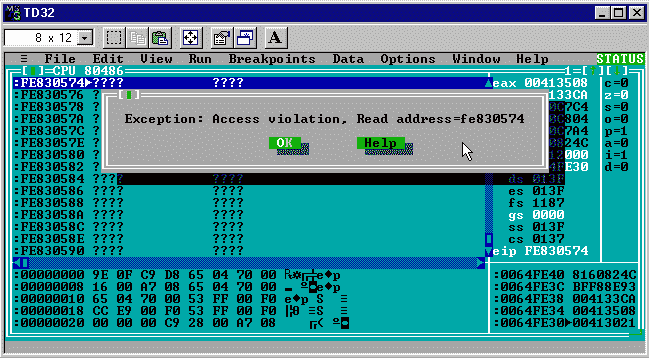 TD32
8 x 12
A
≡ File Edit View Run Breakpoints Data Options Window Help STATUS
CPU 80486 1
:FE830574 ???? ???? eax 00413508 c=0
:FE830576 133CA z=0
:FE830578 07C4 s=0
:FE83057A Exception: Access violation, Read address=fe830574 C804 o=0
:FE83057C C7A4 p=1
:FE83057E OK Help 024C a=0
:FE830580 2000 i=1
:FE830582 FE30 d=0
:FE830584 ???? ???? ds 013F
:FE830586 ???? ???? es 013F
:FE830588 ???? ???? fs 1187
:FE83058A ???? ???? gs 0000
:FE83058C ???? ???? ss 013F
:FE83058E ???? ???? cs 0137
:FE830590 ???? ???? eip FE830574
:00000000 9E 0F C9 D8 65 04 70 00 :0064FE40 8160824C
:00000008 16 00 A7 08 65 04 70 00 :0064FE3C BFF88E93
:00000010 65 04 70 00 53 FF 00 F0 :0064FE38 004133CA
:00000018 CC E9 00 F0 53 FF 00 F0 :0064FE34 00413508
:00000020 00 00 00 C9 28 00 A7 08 :0064FE30 00413021